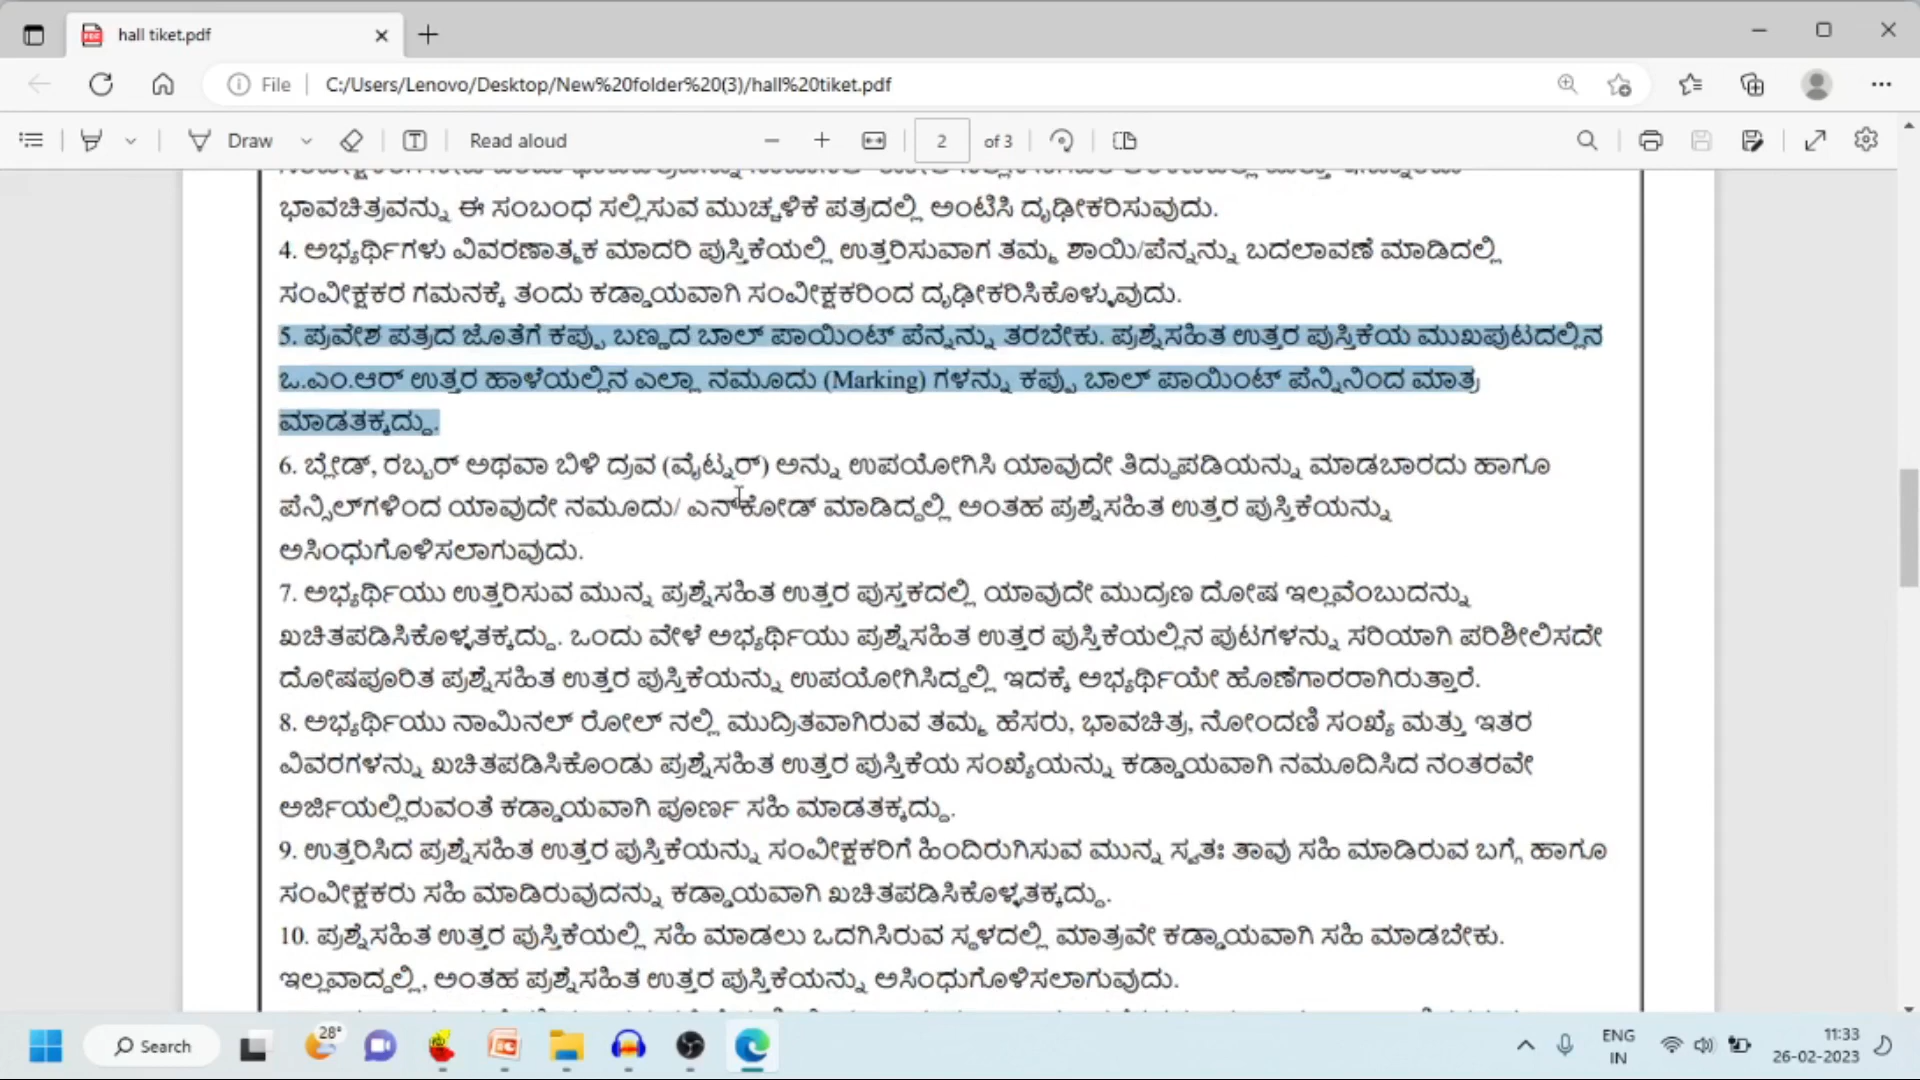 hall tiket.pdf
File
C:/Users/Lenovo/Desktop/New%20folder%20(3)/hall%20tiket.pdf
Draw
Read aloud
2 of 3
ಭಾವಚಿತ್ರವನ್ನು ಈ ಸಂಬಂಧ ಸಲ್ಲಿಸುವ ಮುಚ್ಚಳಿಕೆ ಪತ್ರದಲ್ಲಿ ಅಂಟಿಸಿ ದೃಢೀಕರಿಸುವುದು.
4. ಅಭ್ಯರ್ಥಿಗಳು ವಿವರಣಾತ್ಮಕ ಮಾದರಿ ಪುಸ್ತಿಕೆಯಲ್ಲಿ ಉತ್ತರಿಸುವಾಗ ತಮ್ಮ ಶಾಯಿ/ಪೆನ್ನನ್ನು ಬದಲಾವಣೆ ಮಾಡಿದಲ್ಲಿ
ಸಂವೀಕ್ಷಕರ ಗಮನಕ್ಕೆ ತಂದು ಕಡ್ಡಾಯವಾಗಿ ಸಂವೀಕ್ಷಕರಿಂದ ದೃಢೀಕರಿಸಿಕೊಳ್ಳುವುದು.
5. ಪ್ರವೇಶ ಪತ್ರದ ಜೊತೆಗೆ ಕಪ್ಪು ಬಣ್ಣದ ಬಾಲ್ ಪಾಯಿಂಟ್ ಪೆನ್ನನ್ನು ತರಬೇಕು. ಪ್ರಶ್ನೆಸಹಿತ ಉತ್ತರ ಪುಸ್ತಿಕೆಯ ಮುಖಪುಟದಲ್ಲಿನ
ಒ.ಎಂ.ಆರ್ ಉತ್ತರ ಹಾಳೆಯಲ್ಲಿನ ಎಲ್ಲಾ ನಮೂದು (Marking) ಗಳನ್ನು ಕಪ್ಪು ಬಾಲ್ ಪಾಯಿಂಟ್ ಪೆನ್ನಿನಿಂದ ಮಾತ್ರ
ಮಾಡತಕ್ಕದ್ದು.
6. ಬ್ಲೇಡ್, ರಬ್ಬರ್ ಅಥವಾ ಬಿಳಿ ದ್ರವ (ವೈಟ್ನರ್) ಅನ್ನು ಉಪಯೋಗಿಸಿ ಯಾವುದೇ ತಿದ್ದುಪಡಿಯನ್ನು ಮಾಡಬಾರದು ಹಾಗೂ
ಪೆನ್ಸಿಲ್‌ಗಳಿಂದ ಯಾವುದೇ ನಮೂದು/ ಎನ್‌ಕೋಡ್ ಮಾಡಿದ್ದಲ್ಲಿ ಅಂತಹ ಪ್ರಶ್ನೆಸಹಿತ ಉತ್ತರ ಪುಸ್ತಿಕೆಯನ್ನು
ಅಸಿಂಧುಗೊಳಿಸಲಾಗುವುದು.
7. ಅಭ್ಯರ್ಥಿಯು ಉತ್ತರಿಸುವ ಮುನ್ನ ಪ್ರಶ್ನೆಸಹಿತ ಉತ್ತರ ಪುಸ್ತಕದಲ್ಲಿ ಯಾವುದೇ ಮುದ್ರಣ ದೋಷ ಇಲ್ಲವೆಂಬುದನ್ನು
ಖಚಿತಪಡಿಸಿಕೊಳ್ಳತಕ್ಕದ್ದು. ಒಂದು ವೇಳೆ ಅಭ್ಯರ್ಥಿಯು ಪ್ರಶ್ನೆಸಹಿತ ಉತ್ತರ ಪುಸ್ತಿಕೆಯಲ್ಲಿನ ಪುಟಗಳನ್ನು ಸರಿಯಾಗಿ ಪರಿಶೀಲಿಸದೇ
ದೋಷಪೂರಿತ ಪ್ರಶ್ನೆಸಹಿತ ಉತ್ತರ ಪುಸ್ತಿಕೆಯನ್ನು ಉಪಯೋಗಿಸಿದ್ದಲ್ಲಿ ಇದಕ್ಕೆ ಅಭ್ಯರ್ಥಿಯೇ ಹೊಣೆಗಾರರಾಗಿರುತ್ತಾರೆ.
8. ಅಭ್ಯರ್ಥಿಯು ನಾಮಿನಲ್ ರೋಲ್ ನಲ್ಲಿ ಮುದ್ರಿತವಾಗಿರುವ ತಮ್ಮ ಹೆಸರು, ಭಾವಚಿತ್ರ, ನೋಂದಣಿ ಸಂಖ್ಯೆ ಮತ್ತು ಇತರ
ವಿವರಗಳನ್ನು ಖಚಿತಪಡಿಸಿಕೊಂಡು ಪ್ರಶ್ನೆಸಹಿತ ಉತ್ತರ ಪುಸ್ತಿಕೆಯ ಸಂಖ್ಯೆಯನ್ನು ಕಡ್ಡಾಯವಾಗಿ ನಮೂದಿಸಿದ ನಂತರವೇ
ಅರ್ಜಿಯಲ್ಲಿರುವಂತೆ ಕಡ್ಡಾಯವಾಗಿ ಪೂರ್ಣ ಸಹಿ ಮಾಡತಕ್ಕದ್ದು.
9. ಉತ್ತರಿಸಿದ ಪ್ರಶ್ನೆಸಹಿತ ಉತ್ತರ ಪುಸ್ತಿಕೆಯನ್ನು ಸಂವೀಕ್ಷಕರಿಗೆ ಹಿಂದಿರುಗಿಸುವ ಮುನ್ನ ಸ್ವತಃ ತಾವು ಸಹಿ ಮಾಡಿರುವ ಬಗ್ಗೆ ಹಾಗೂ
ಸಂವೀಕ್ಷಕರು ಸಹಿ ಮಾಡಿರುವುದನ್ನು ಕಡ್ಡಾಯವಾಗಿ ಖಚಿತಪಡಿಸಿಕೊಳ್ಳತಕ್ಕದ್ದು.
10. ಪ್ರಶ್ನೆಸಹಿತ ಉತ್ತರ ಪುಸ್ತಿಕೆಯಲ್ಲಿ ಸಹಿ ಮಾಡಲು ಒದಗಿಸಿರುವ ಸ್ಥಳದಲ್ಲಿ ಮಾತ್ರವೇ ಕಡ್ಡಾಯವಾಗಿ ಸಹಿ ಮಾಡಬೇಕು.
ಇಲ್ಲವಾದ್ದಲ್ಲಿ, ಅಂತಹ ಪ್ರಶ್ನೆಸಹಿತ ಉತ್ತರ ಪುಸ್ತಿಕೆಯನ್ನು ಅಸಿಂಧುಗೊಳಿಸಲಾಗುವುದು.
Search
28°
ENG
IN
11:33
26-02-2023